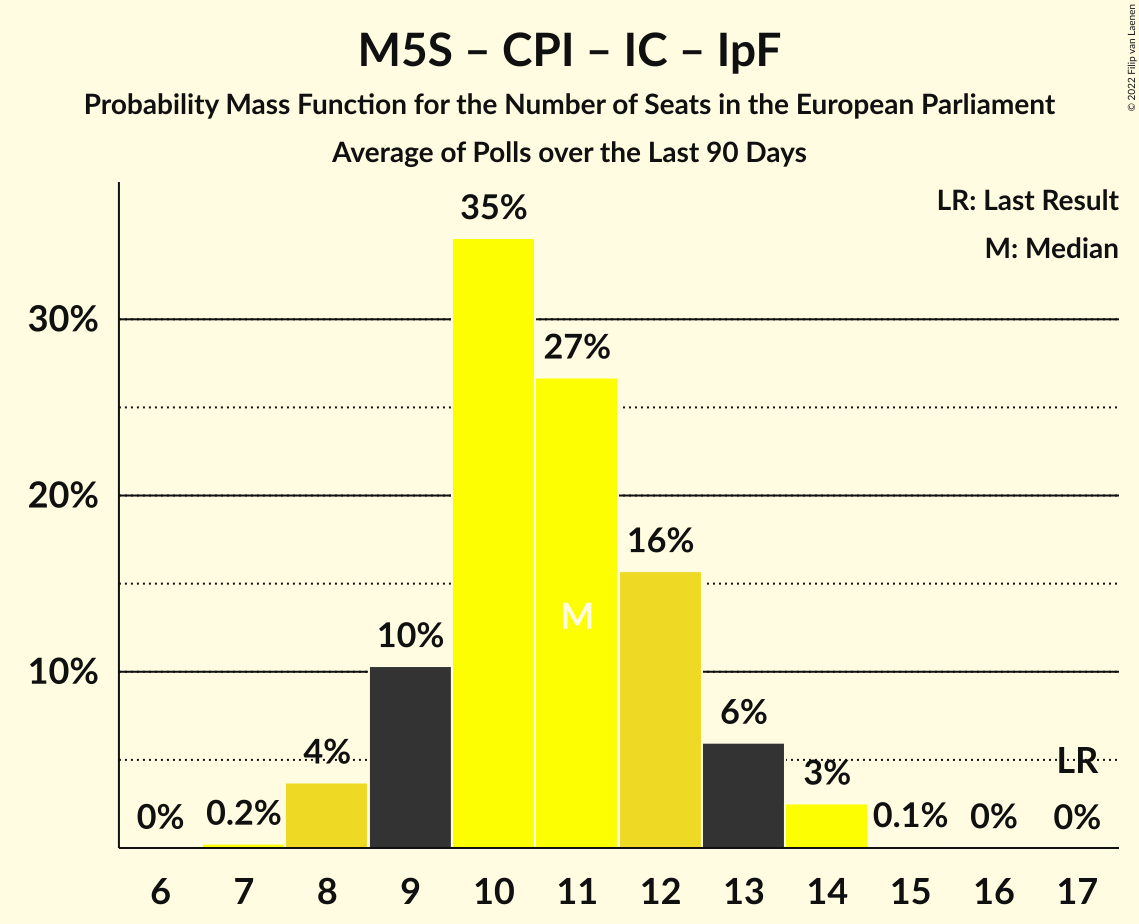 M5S – CPI – IC – IpF
Probability Mass Function for the Number of Seats in the European Parliament
Average of Polls over the Last 90 Days
© 2022 Filip van Laenen
LR: Last Result
M: Median
35%
30%
27%
20%
16%
M
10%
10%
6%
LR
4%
3%
0%
0.2%
0.1%
0%
0%
6 7 8 9 10 11 12 13 14 15 16 17